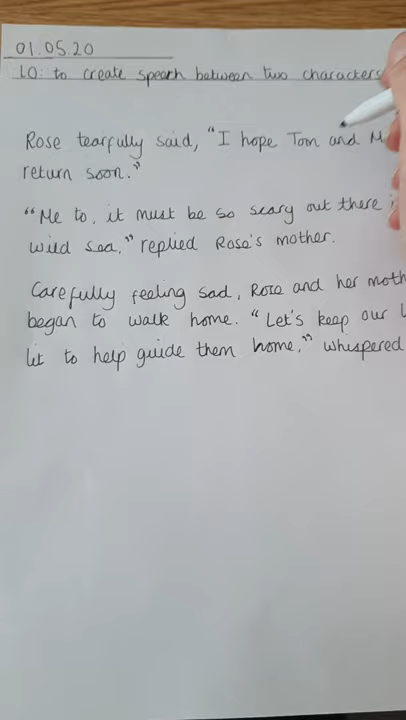 01.05.20
LO: to create speech between two characters
Rose tearfully said, "I hope Tom and
return soon."
"Me to, it must be so scary out there
wild sea." replied Rose's mother.
Carefully feeling sad, Rose and her moth
began to walk home. "Let's keep our
lit to help guide them home." whispered